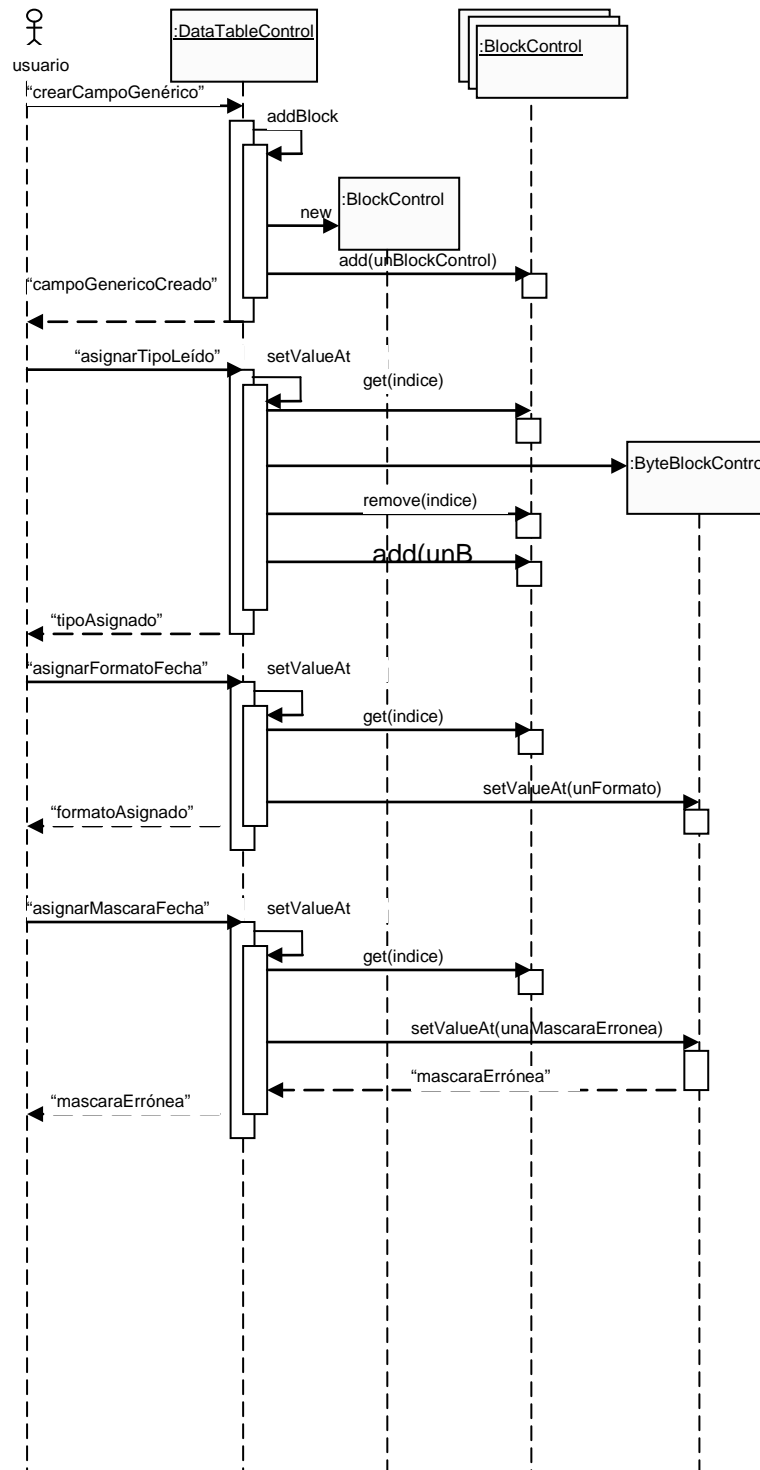 :DataTableControl
:BlockControl
usuario
“crearCampoGenérico”
addBlock
:BlockControl
new
add(unBlockControl)
“campoGenericoCreado”
“asignarTipoLeído”
setValueAt
get(indice)
:ByteBlockContro
remove(indice)
add(unB
“tipoAsignado”
“asignarFormatoFecha”
setValueAt
get(indice)
setValueAt(unFormato)
“formatoAsignado”
“asignarMascaraFecha”
setValueAt
get(indice)
setValueAt(unaMascaraErronea)
“mascaraErrónea”
“mascaraErrónea”